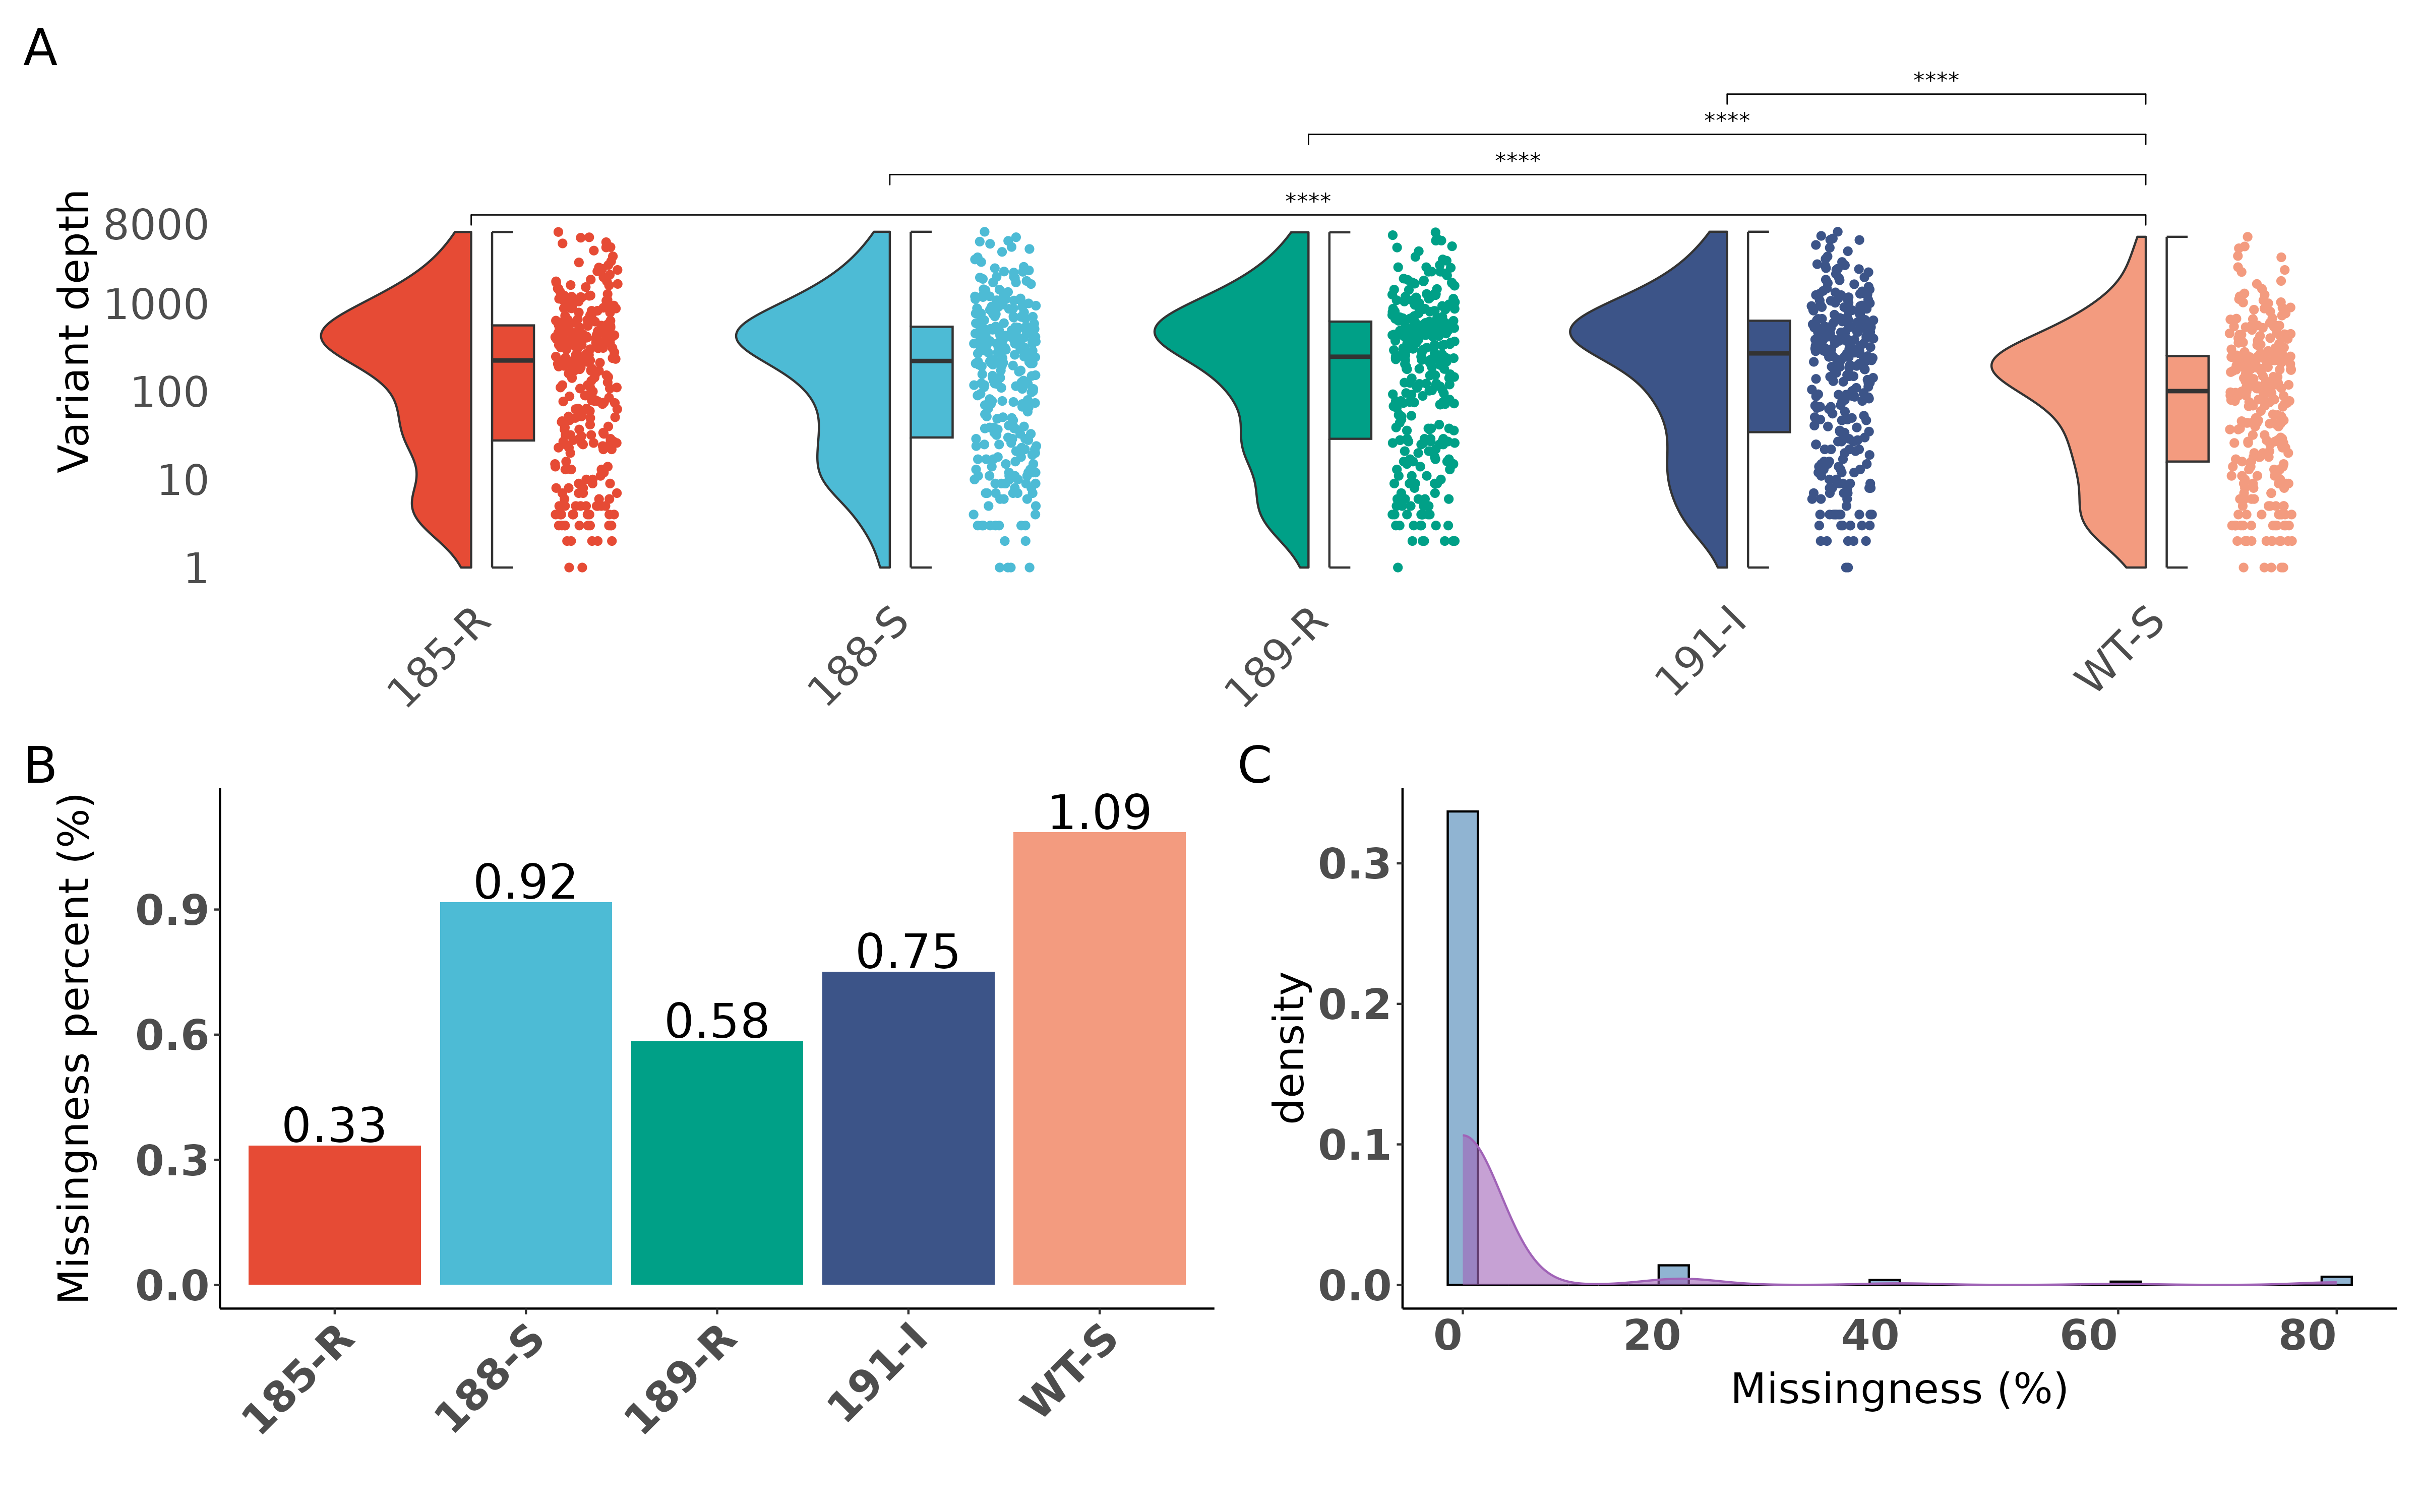 A
****
****
****
****
Variant depth
8000
1000
100
10
1
185-R
188-S
189-R
191-I
WT-S
B
Missingness percent (%)
0.9
0.6
0.3
0.0
0.33
0.92
0.58
0.75
1.09
185-R
188-S
189-R
191-I
WT-S
C
density
0.3
0.2
0.1
0.0
0
20
40
60
80
Missingness (%)